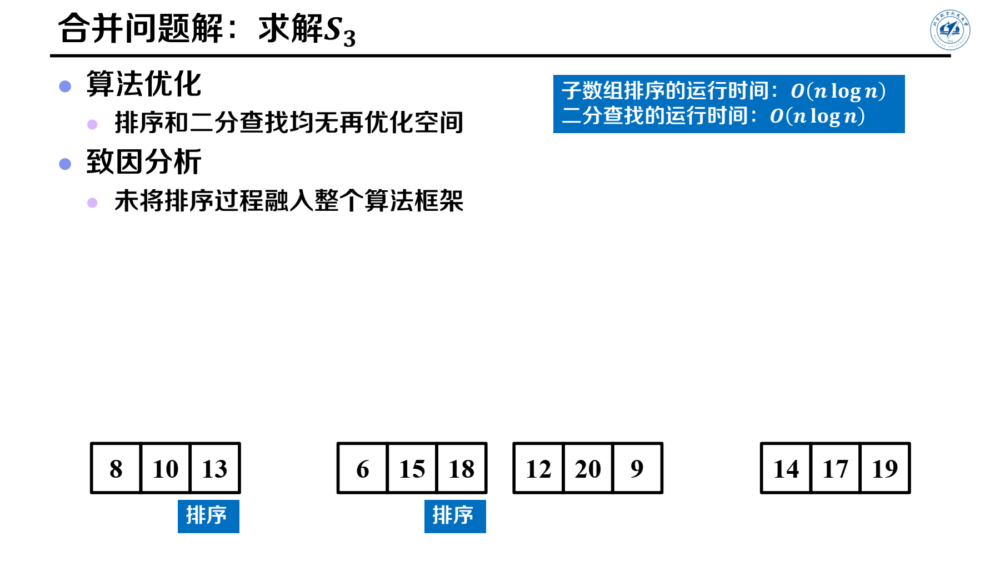 合并问题解：求解S₃
算法优化
排序和二分查找均无再优化空间
致因分析
未将排序过程融入整个算法框架
子数组排序的运行时间：O(n log n)
二分查找的运行时间：O(n log n)
8 10 13 6 15 18 12 20 9 14 17 19
排序 排序